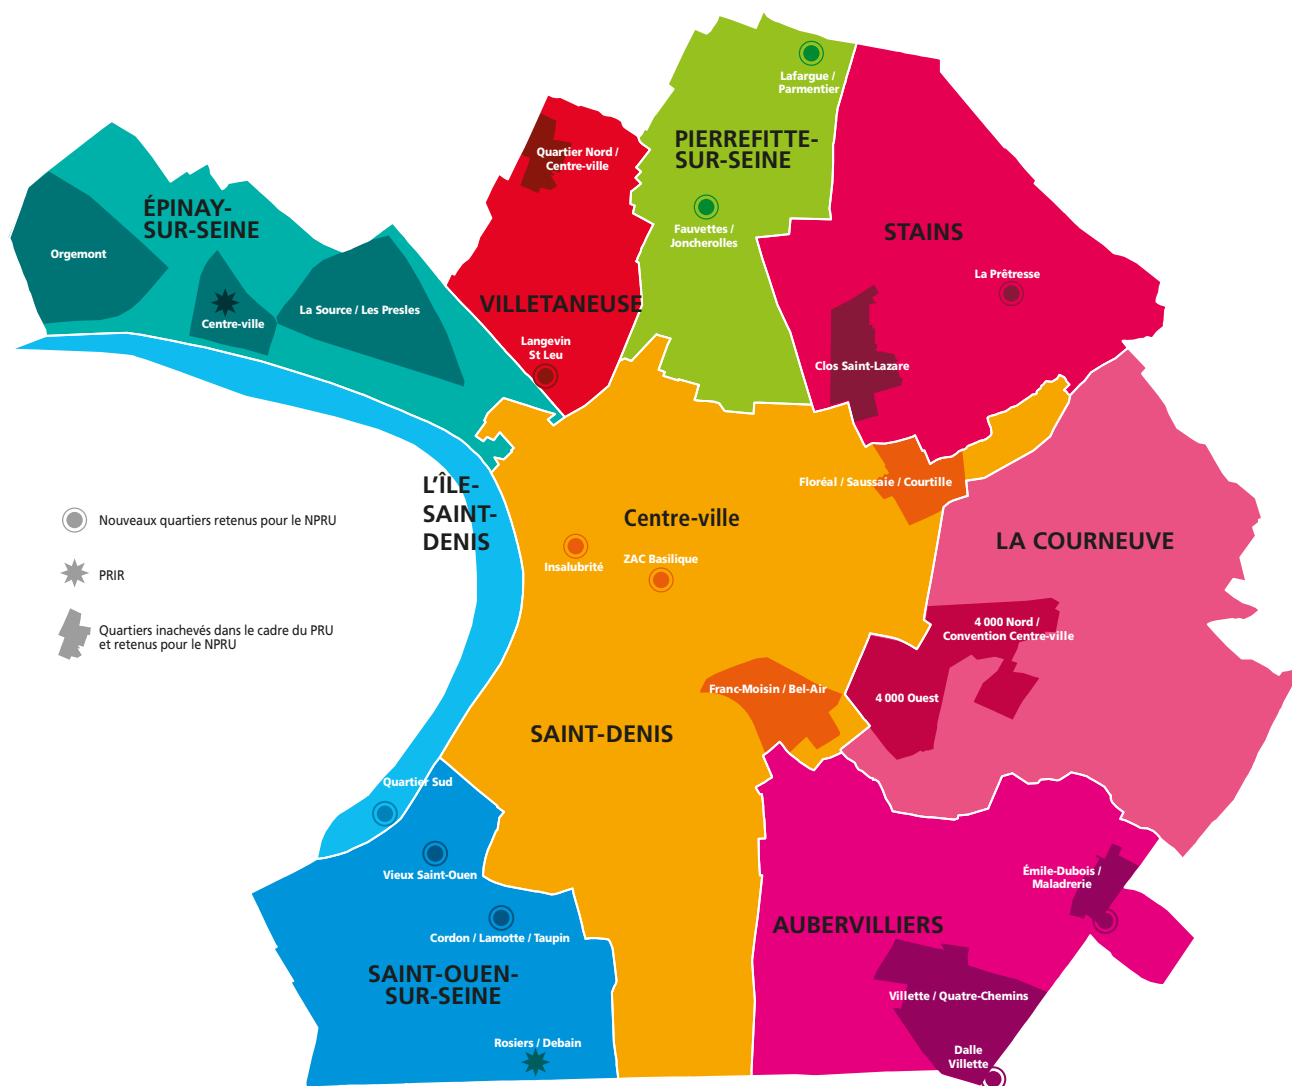 Lafargue /
Parmentier
PIERREFITTE-
SUR-SEINE
Fauvettes /
Joncherolles
Quartier Nord /
Centre-ville
VILLETANEUSE
Langevin
St Leu
ÉPINAY-
SUR-SEINE
Orgemont
Centre-ville
La Source / Les Presles
STAINS
La Prêtresse
Clos Saint-Lazare
L'ÎLE-
SAINT-
DENIS
Floréal / Saussaie / Courtille
Centre-ville
Insalubrité
ZAC Basilique
LA COURNEUVE
4 000 Nord /
Convention Centre-ville
4 000 Ouest
Franc-Moisin / Bel-Air
SAINT-DENIS
Nouveaux quartiers retenus pour le NPRU
PRIR
Quartiers inachevés dans le cadre du PRU
et retenus pour le NPRU
Quartier Sud
Vieux Saint-Ouen
Cordon / Lamotte / Taupin
SAINT-OUEN-
SUR-SEINE
Rosiers / Debain
Émile-Dubois /
Maladrerie
AUBERVILLIERS
Villette / Quatre-Chemins
Dalle
Villette